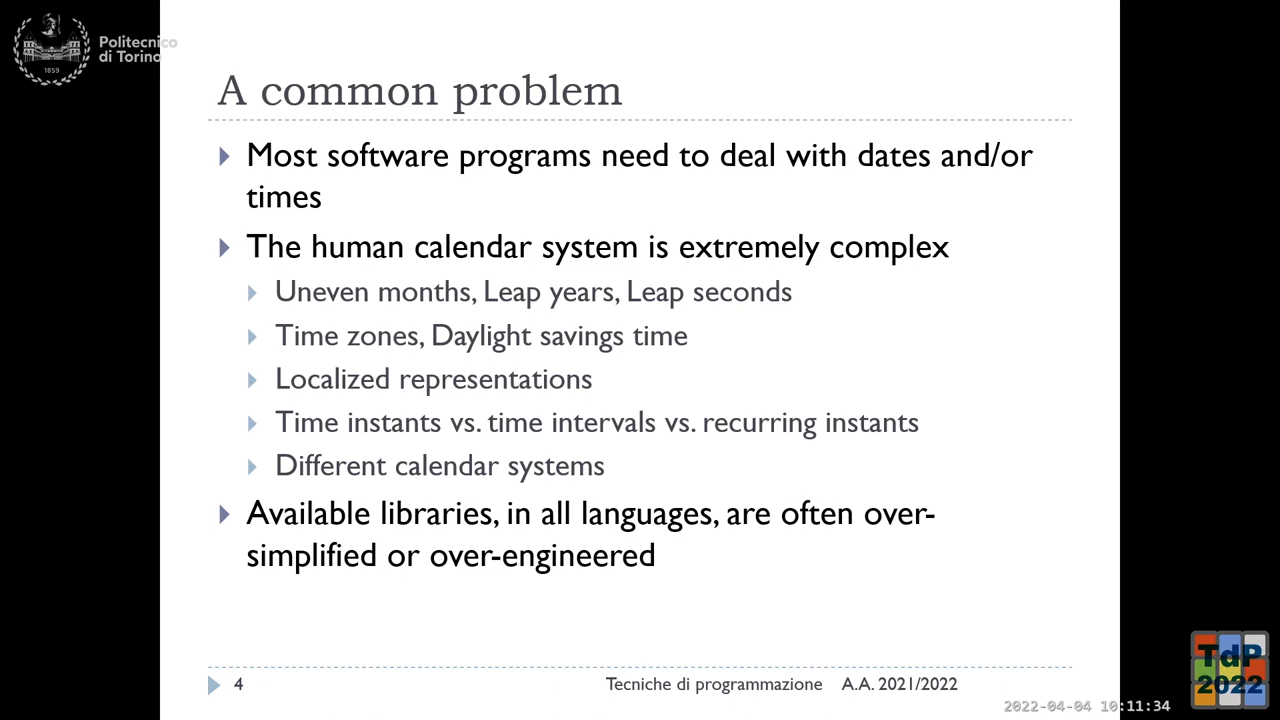 Politecnico
di Torino
1859
A common problem
Most software programs need to deal with dates and/or
times
The human calendar system is extremely complex
Uneven months, Leap years, Leap seconds
Time zones, Daylight savings time
Localized representations
Time instants vs. time intervals vs. recurring instants
Different calendar systems
Available libraries, in all languages, are often over-
simplified or over-engineered
4
Tecniche di programmazione A.A. 2021/2022
2022-04-04 10:11:34
TdP
2022